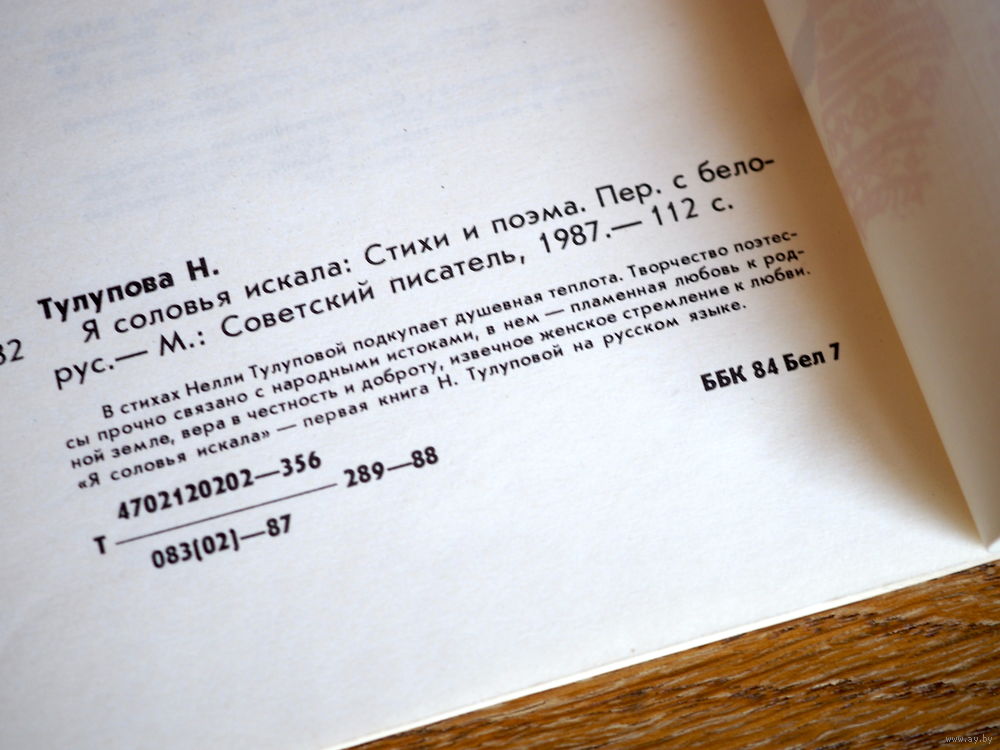 Тулупова Н.
Я соловья искала: Стихи и поэма. Пер. с бело-
32 рус.— М.: Советский писатель, 1987.— 112 с.
В стихах Нелли Тулуповой подкупает душевная теплота. Творчество поэтес-
сы прочно связано с народными истоками, в нем — пламенная любовь к род-
ной земле, вера в честность и доброту, извечное женское стремление к любви.
«Я соловья искала» — первая книга Н. Тулуповой на русском языке.
4702120202—356
Т 289—88
083(02)—87
ББК 84 Бел 7
www.ay.by